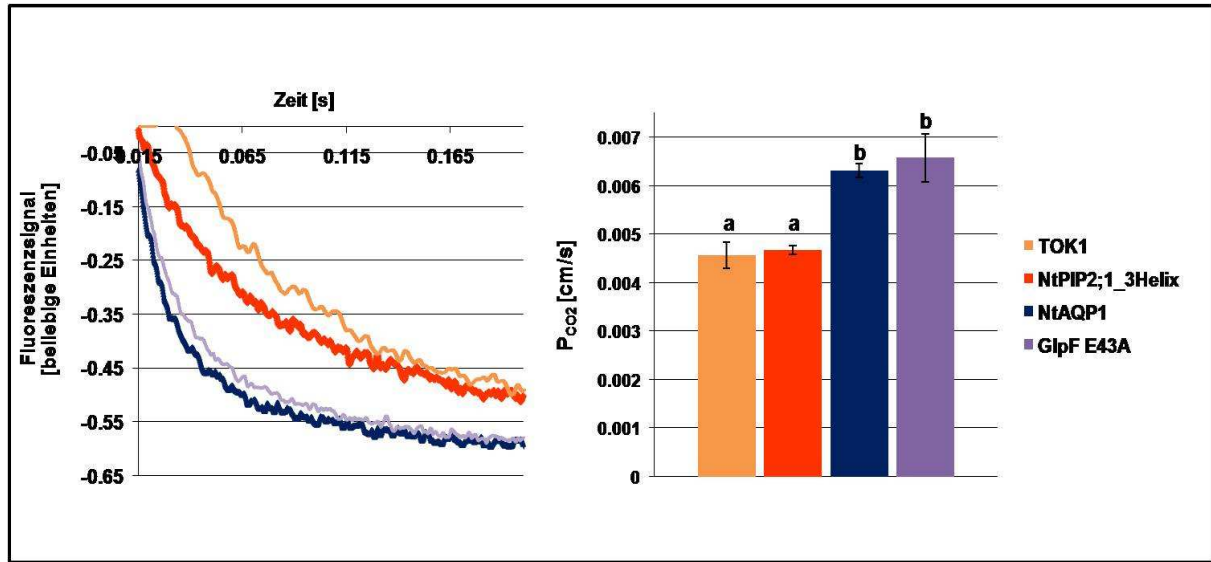 Zeit [s]
0.015 0.065 0.115 0.165
-0.05
-0.15
-0.25
-0.35
-0.45
-0.55
-0.65
Fluoreszenzsignal
[beliebige Einheiten]
0.007
0.006
0.005
0.004
0.003
0.002
0.001
0
P CO2 [cm/s]
a a b b
TOK1
NtPIP2;1_3Helix
NtAQP1
GlpF E43A